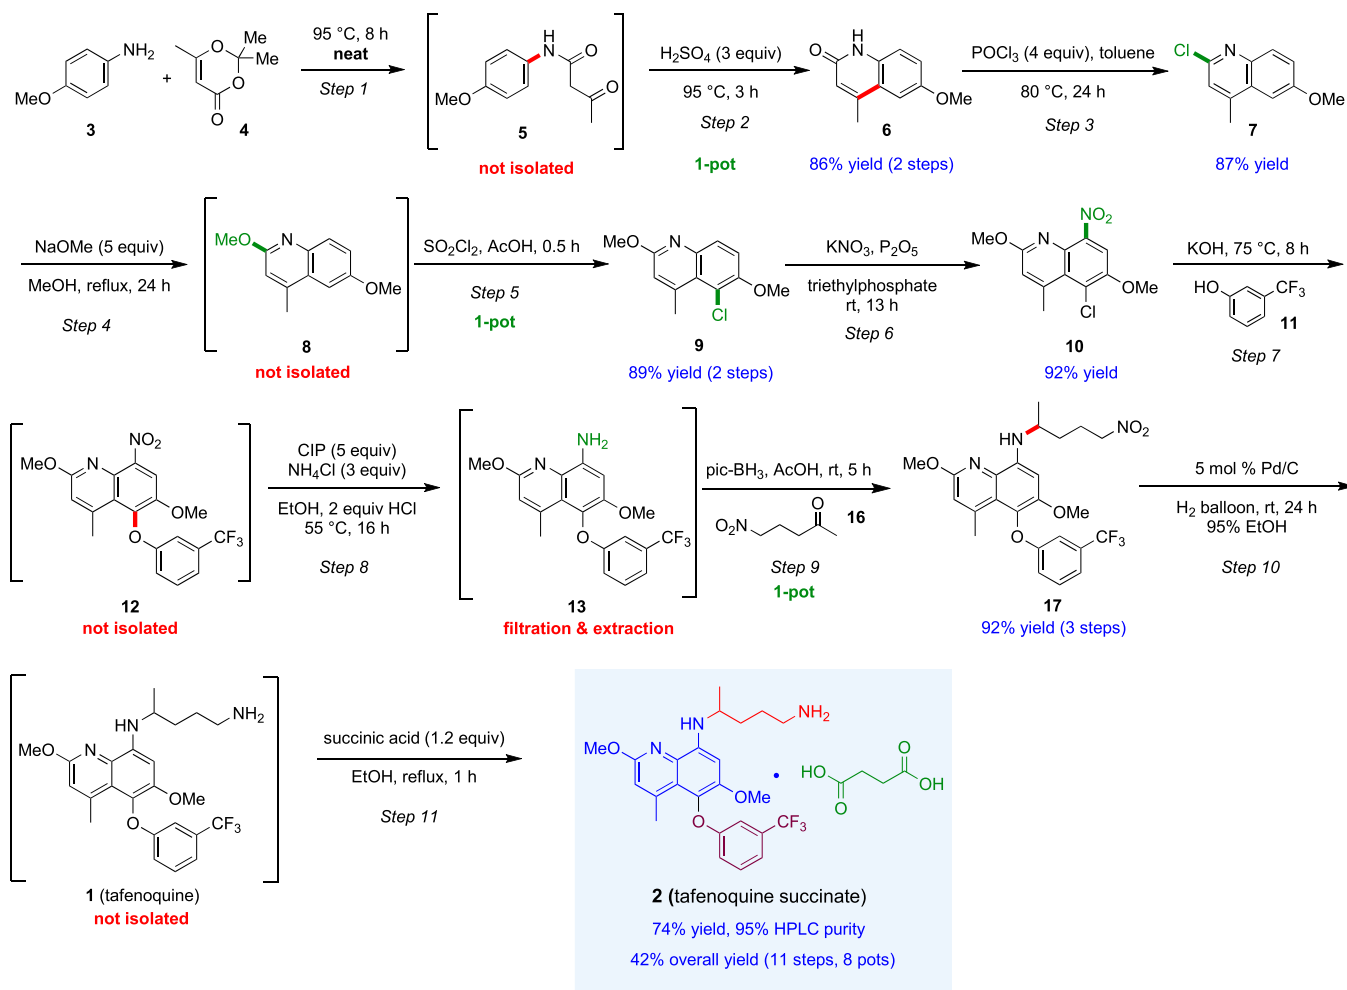 NH2
MeO
3
+
Me
Me
O
O
O
4
95 °C, 8 h
neat
Step 1
H
N
O
O
MeO
5
not isolated
H2SO4 (3 equiv)
95 °C, 3 h
Step 2
1-pot
H
N
O
OMe
6
86% yield (2 steps)
POCl3 (4 equiv), toluene
80 °C, 24 h
Step 3
Cl
N
OMe
7
87% yield
NaOMe (5 equiv)
MeOH, reflux, 24 h
Step 4
MeO
N
OMe
8
not isolated
SO2Cl2, AcOH, 0.5 h
Step 5
1-pot
MeO
N
OMe
Cl
9
89% yield (2 steps)
KNO3, P2O5
triethylphosphate
rt, 13 h
Step 6
NO2
MeO
N
OMe
Cl
10
92% yield
KOH, 75 °C, 8 h
HO
CF3
11
Step 7
NO2
MeO
N
OMe
O
CF3
12
not isolated
CIP (5 equiv)
NH4Cl (3 equiv)
EtOH, 2 equiv HCl
55 °C, 16 h
Step 8
NH2
MeO
N
OMe
O
CF3
13
filtration & extraction
pic-BH3, AcOH, rt, 5 h
O
O2N
16
Step 9
1-pot
HN
NO2
MeO
N
OMe
O
CF3
17
92% yield (3 steps)
5 mol % Pd/C
H2 balloon, rt, 24 h
95% EtOH
Step 10
HN
NH2
MeO
N
OMe
O
CF3
1 (tafenoquine)
not isolated
succinic acid (1.2 equiv)
EtOH, reflux, 1 h
Step 11
HN
NH2
MeO
N
OMe
O
CF3
•
O
HO
OH
O
2 (tafenoquine succinate)
74% yield, 95% HPLC purity
42% overall yield (11 steps, 8 pots)